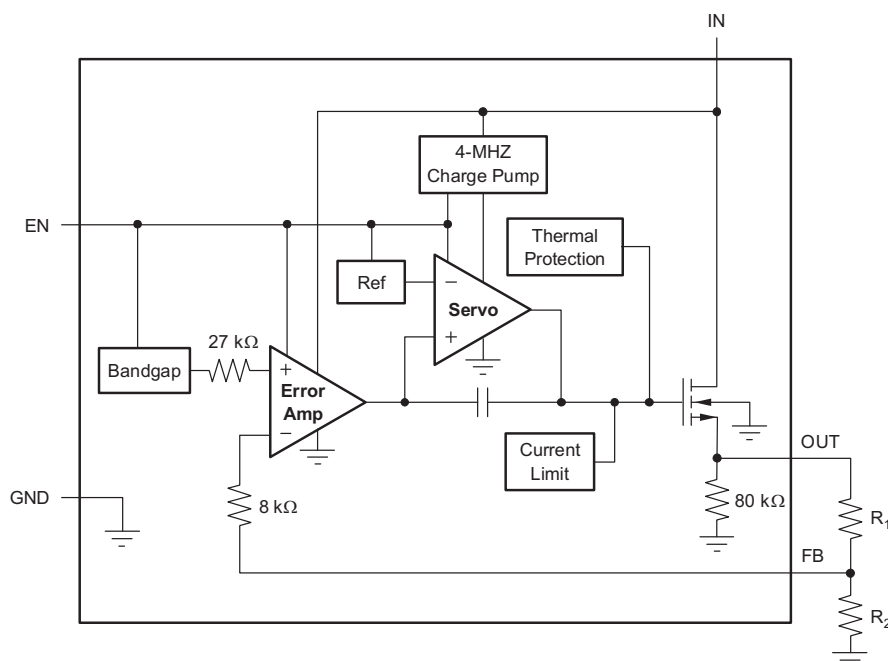 IN
4-MHZ
Charge Pump
EN
Thermal
Protection
Ref
−
Servo
+
27 kΩ
Bandgap
+
Error
Amp
−
Current
Limit
OUT
GND
8 kΩ
80 kΩ
R1
FB
R2